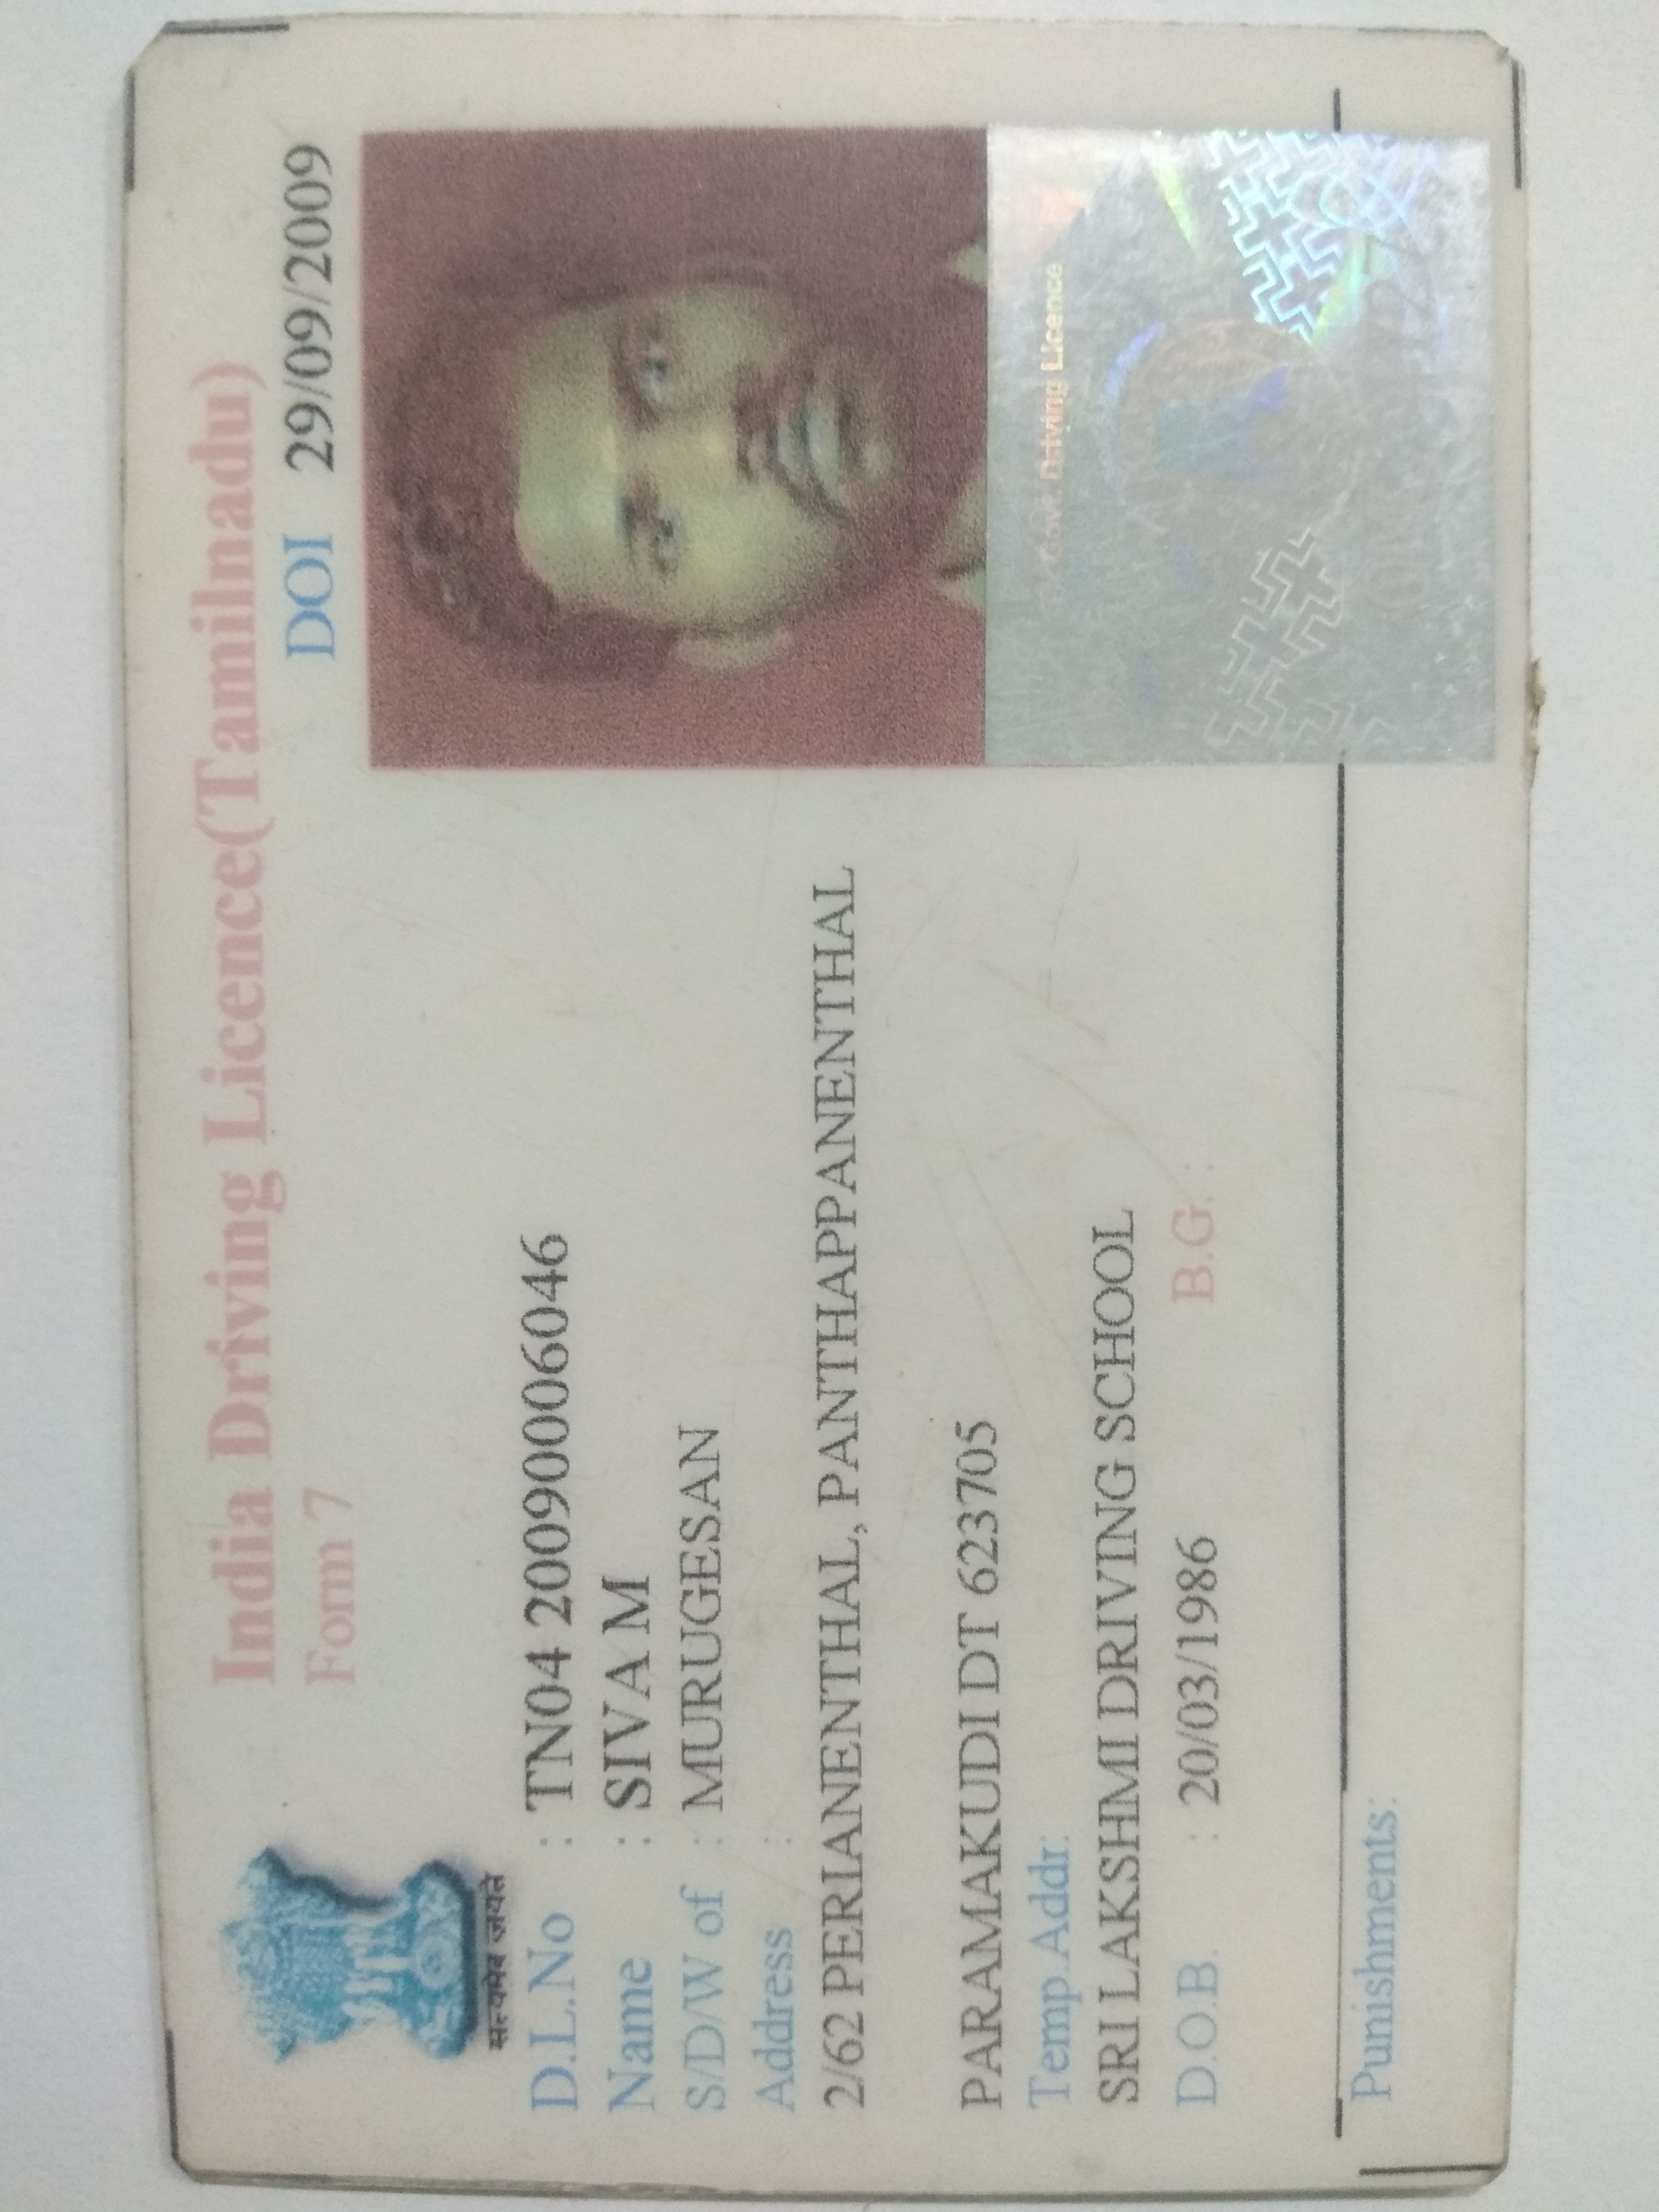 India Driving Licence(Tamilnadu)
Form 7
DOI 29/09/2009
सत्यमेव जयते
D.L.No : TN04 20090006046
Name : SIVA M
S/D/W of : MURUGESAN
Address :
2/62 PERIANENTHAL, PANTHAPPANENTHAL
PARAMAKUDI DT 623705
Temp.Addr:
SRI LAKSHMI DRIVING SCHOOL
D.O.B. : 20/03/1986 B.G. :
Driving Licence
Punishments: